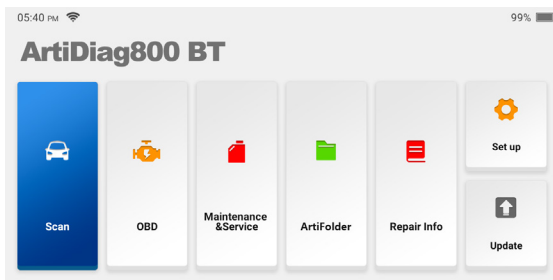 05:40 PM
99%
ArtiDiag800 BT
Scan
OBD
Maintenance
&Service
ArtiFolder
Repair Info
Set up
Update